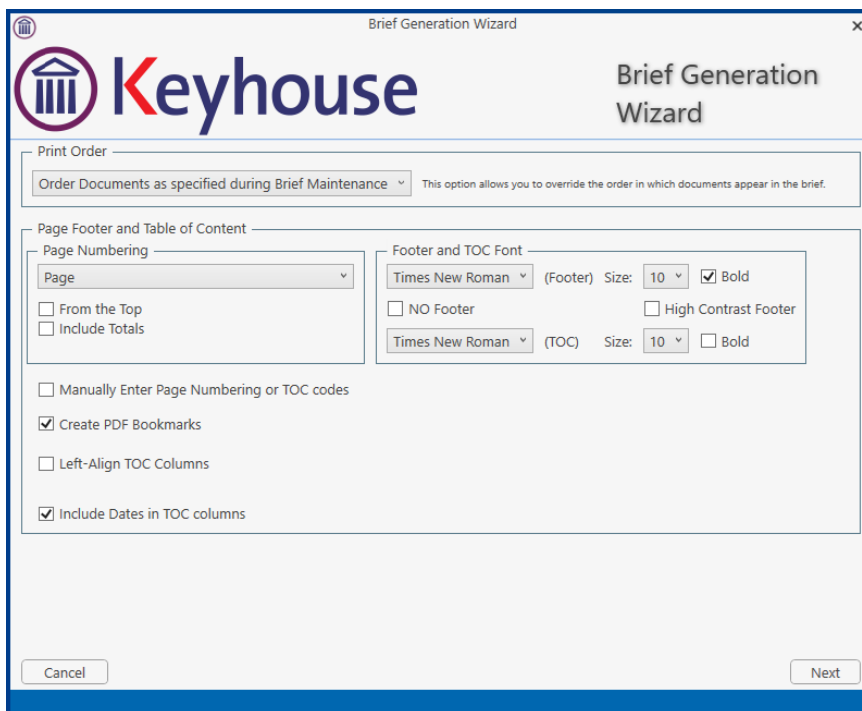 Brief Generation Wizard
Keyhouse
Brief Generation
Wizard
Print Order
Order Documents as specified during Brief Maintenance
This option allows you to override the order in which documents appear in the brief.
Page Footer and Table of Content
Page Numbering
Page
From the Top
Include Totals
Footer and TOC Font
Times New Roman (Footer) Size: 10 Bold
NO Footer High Contrast Footer
Times New Roman (TOC) Size: 10 Bold
Manually Enter Page Numbering or TOC codes
Create PDF Bookmarks
Left-Align TOC Columns
Include Dates in TOC columns
Cancel Next